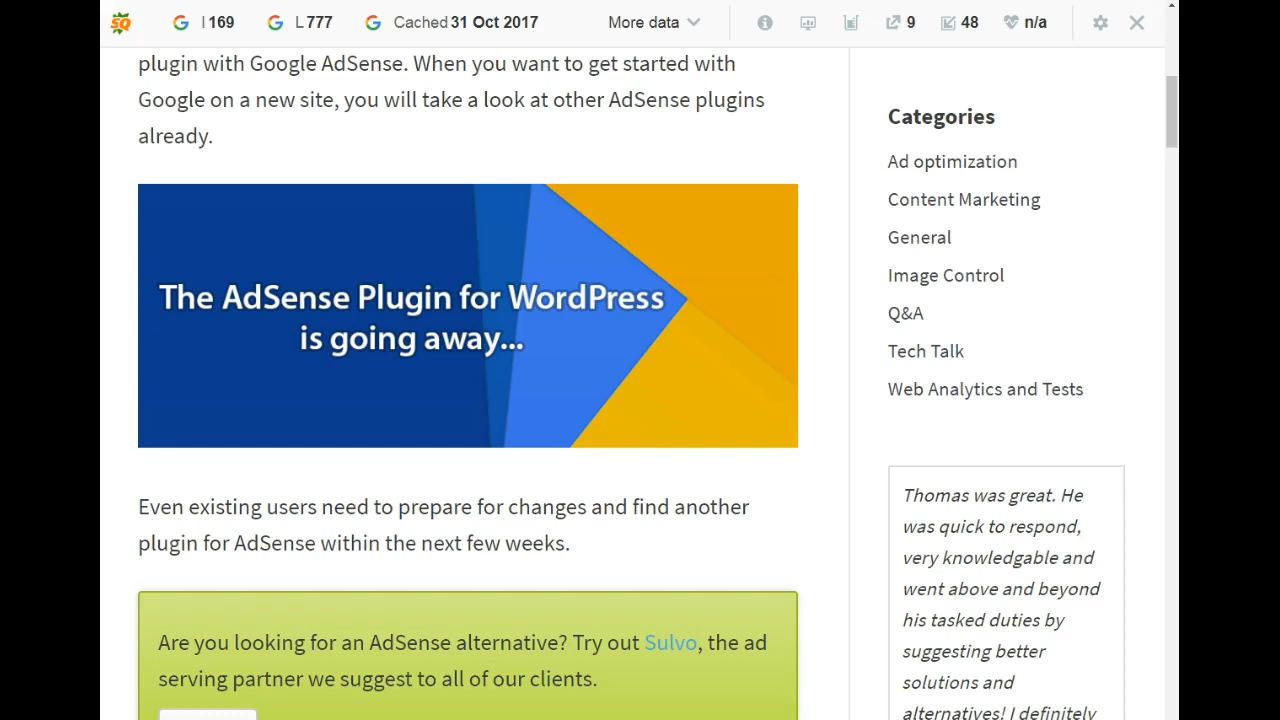 SQ
I 169
L 777
Cached 31 Oct 2017
More data
9
48
n/a
plugin with Google AdSense. When you want to get started with
Google on a new site, you will take a look at other AdSense plugins
already.
The AdSense Plugin for WordPress
is going away...
Even existing users need to prepare for changes and find another
plugin for AdSense within the next few weeks.
Are you looking for an AdSense alternative? Try out Sulvo, the ad
serving partner we suggest to all of our clients.
Categories
Ad optimization
Content Marketing
General
Image Control
Q&A
Tech Talk
Web Analytics and Tests
Thomas was great. He
was quick to respond,
very knowledgable and
went above and beyond
his tasked duties by
suggesting better
solutions and
alternatives! I definitely